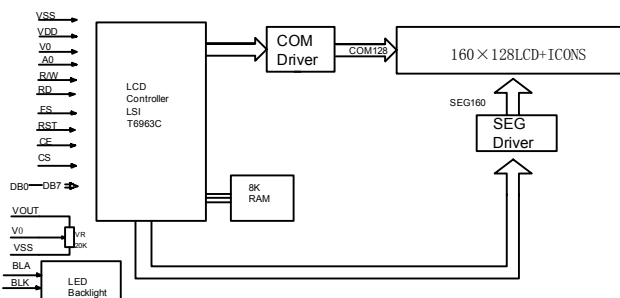 VSS
VDD
V0
A0
R/W
RD
FS
RST
CE
CS
DB0 DB7
VOUT
V0
VSS
VR
20K
BLA
BLK
LED
Backlight
LCD
Controller
LSI
T6963C
8K
RAM
COM
Driver
COM128
160×128LCD+ICONS
SEG160
SEG
Driver